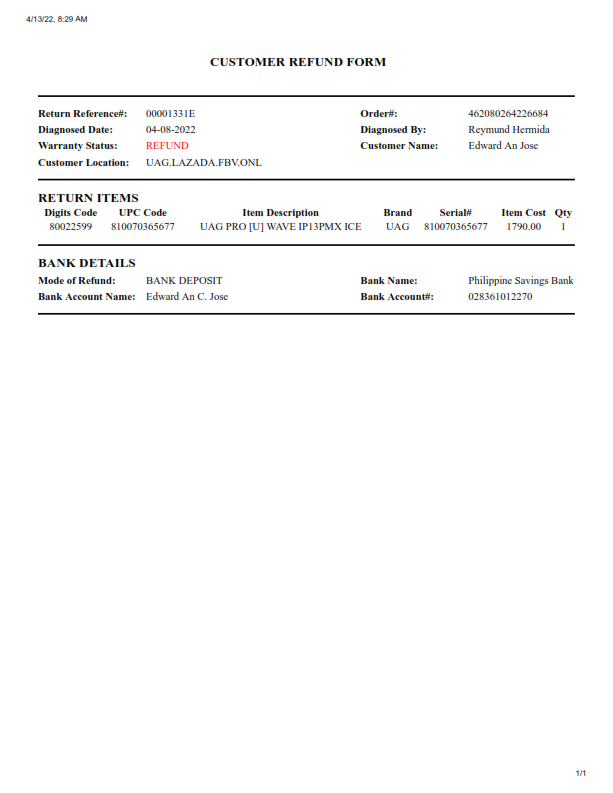 4/13/22, 8:29 AM
CUSTOMER REFUND FORM
Return Reference#: 00001331E Order#: 462080264226684
Diagnosed Date: 04-08-2022 Diagnosed By: Reymund Hermida
Warranty Status: REFUND Customer Name: Edward An Jose
Customer Location: UAG.LAZADA.FBV.ONL
RETURN ITEMS
Digits Code UPC Code Item Description Brand Serial# Item Cost Qty
80022599 810070365677 UAG PRO [U] WAVE IP13PMX ICE UAG 810070365677 1790.00 1
BANK DETAILS
Mode of Refund: BANK DEPOSIT Bank Name: Philippine Savings Bank
Bank Account Name: Edward An C. Jose Bank Account#: 028361012270
1/1